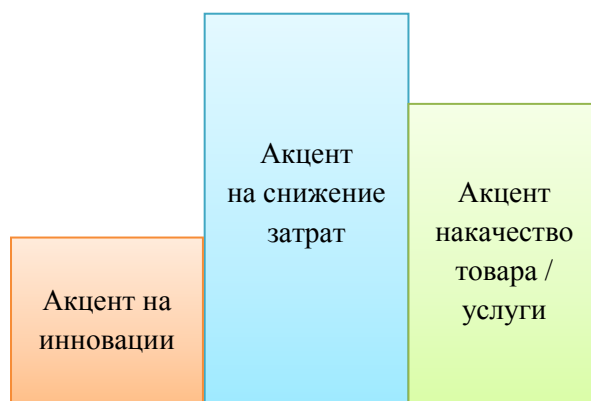 Акцент на
инновации
Акцент
на снижение
затрат
Акцент
накачество
товара /
услуги